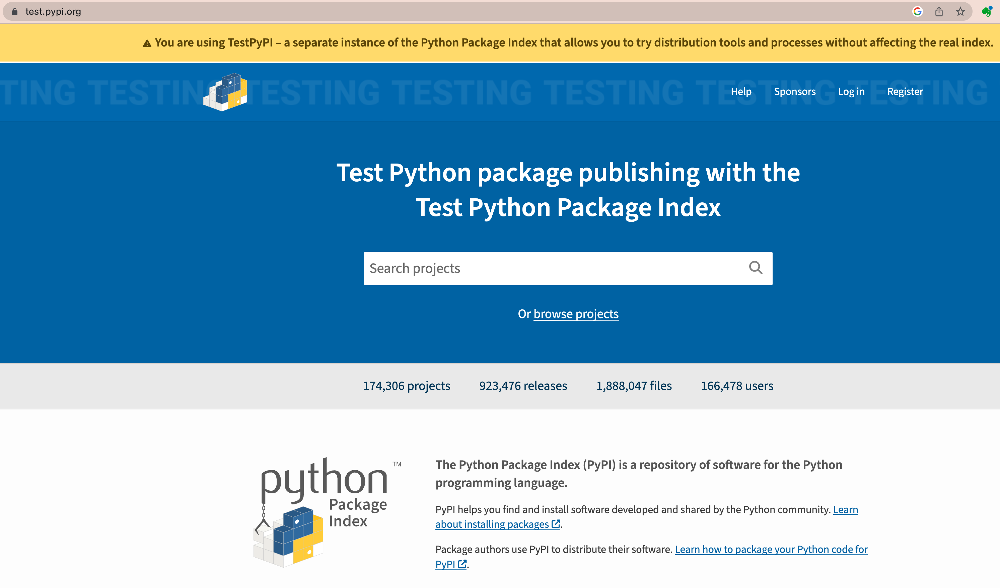 test.pypi.org
You are using TestPyPI – a separate instance of the Python Package Index that allows you to try distribution tools and processes without affecting the real index.
TING TESTING TESTING TESTING TESTING TESTING TESTING
Help Sponsors Log in Register
Test Python package publishing with the
Test Python Package Index
Search projects
Or browse projects
174,306 projects 923,476 releases 1,888,047 files 166,478 users
python TM
Package
Index
The Python Package Index (PyPI) is a repository of software for the Python
programming language.
PyPI helps you find and install software developed and shared by the Python community. Learn
about installing packages.
Package authors use PyPI to distribute their software. Learn how to package your Python code for
PyPI.